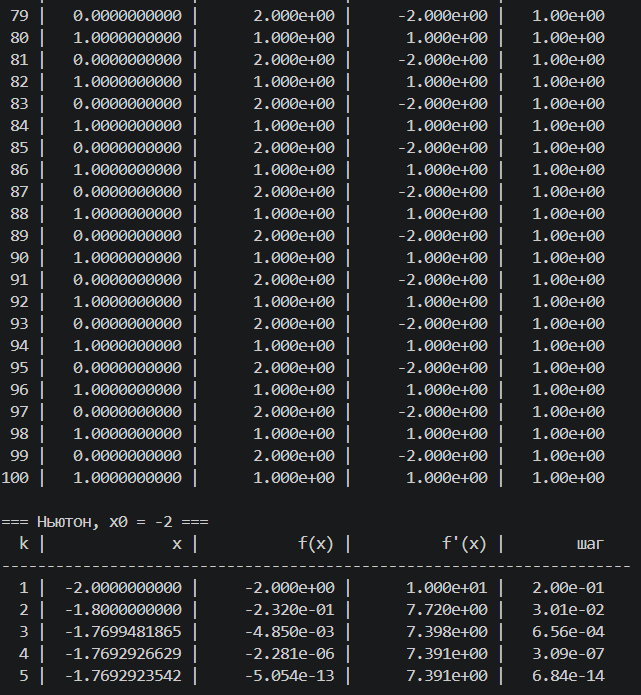 79 | 0.0000000000 | 2.000e+00 | -2.000e+00 | 1.00e+00
80 | 1.0000000000 | 1.000e+00 | 1.000e+00 | 1.00e+00
81 | 0.0000000000 | 2.000e+00 | -2.000e+00 | 1.00e+00
82 | 1.0000000000 | 1.000e+00 | 1.000e+00 | 1.00e+00
83 | 0.0000000000 | 2.000e+00 | -2.000e+00 | 1.00e+00
84 | 1.0000000000 | 1.000e+00 | 1.000e+00 | 1.00e+00
85 | 0.0000000000 | 2.000e+00 | -2.000e+00 | 1.00e+00
86 | 1.0000000000 | 1.000e+00 | 1.000e+00 | 1.00e+00
87 | 0.0000000000 | 2.000e+00 | -2.000e+00 | 1.00e+00
88 | 1.0000000000 | 1.000e+00 | 1.000e+00 | 1.00e+00
89 | 0.0000000000 | 2.000e+00 | -2.000e+00 | 1.00e+00
90 | 1.0000000000 | 1.000e+00 | 1.000e+00 | 1.00e+00
91 | 0.0000000000 | 2.000e+00 | -2.000e+00 | 1.00e+00
92 | 1.0000000000 | 1.000e+00 | 1.000e+00 | 1.00e+00
93 | 0.0000000000 | 2.000e+00 | -2.000e+00 | 1.00e+00
94 | 1.0000000000 | 1.000e+00 | 1.000e+00 | 1.00e+00
95 | 0.0000000000 | 2.000e+00 | -2.000e+00 | 1.00e+00
96 | 1.0000000000 | 1.000e+00 | 1.000e+00 | 1.00e+00
97 | 0.0000000000 | 2.000e+00 | -2.000e+00 | 1.00e+00
98 | 1.0000000000 | 1.000e+00 | 1.000e+00 | 1.00e+00
99 | 0.0000000000 | 2.000e+00 | -2.000e+00 | 1.00e+00
100 | 1.0000000000 | 1.000e+00 | 1.000e+00 | 1.00e+00
=== Ньютон, x0 = -2 ===
k | x | f(x) | f'(x) | шаг
---------------------------------------------------------------
1 | -2.0000000000 | -2.000e+00 | 1.000e+01 | 2.00e-01
2 | -1.8000000000 | -2.320e-01 | 7.720e+00 | 3.01e-02
3 | -1.7699481865 | -4.850e-03 | 7.398e+00 | 6.56e-04
4 | -1.7692926629 | -2.281e-06 | 7.391e+00 | 3.09e-07
5 | -1.7692923542 | -5.054e-13 | 7.391e+00 | 6.84e-14